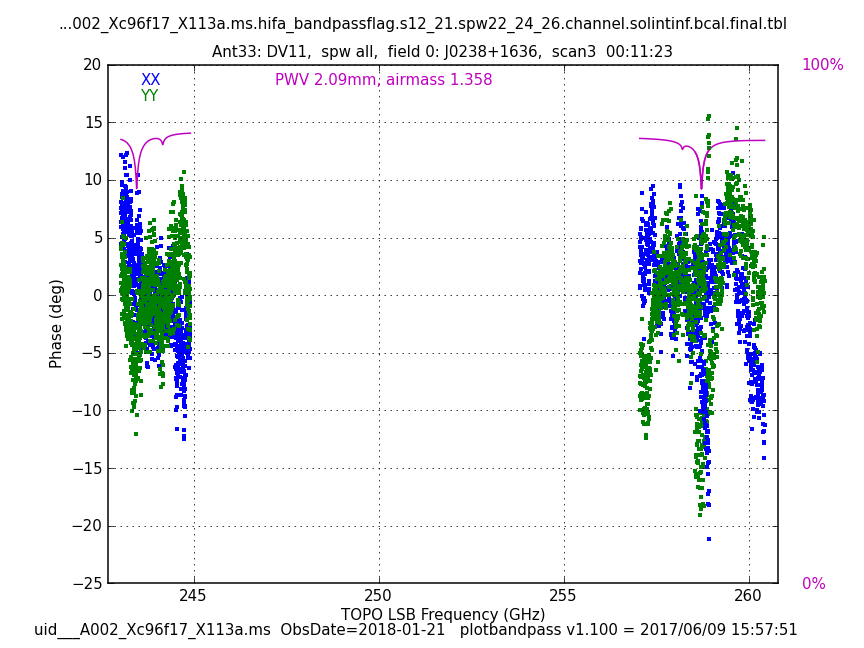 ...002_Xc96f17_X113a.ms.hifa_bandpassflag.s12_21.spw22_24_26.channel.solintinf.bcal.final.tbl
Ant33: DV11,  spw all,  field 0: J0238+1636,  scan3  00:11:23
20 100%
XX PWV 2.09mm, airmass 1.358
YY
15
10
5
0
−5
−10
−15
−20
−25 0%
Phase (deg)
245 250 255 260
TOPO LSB Frequency (GHz)
uid___A002_Xc96f17_X113a.ms  ObsDate=2018-01-21   plotbandpass v1.100 = 2017/06/09 15:57:51